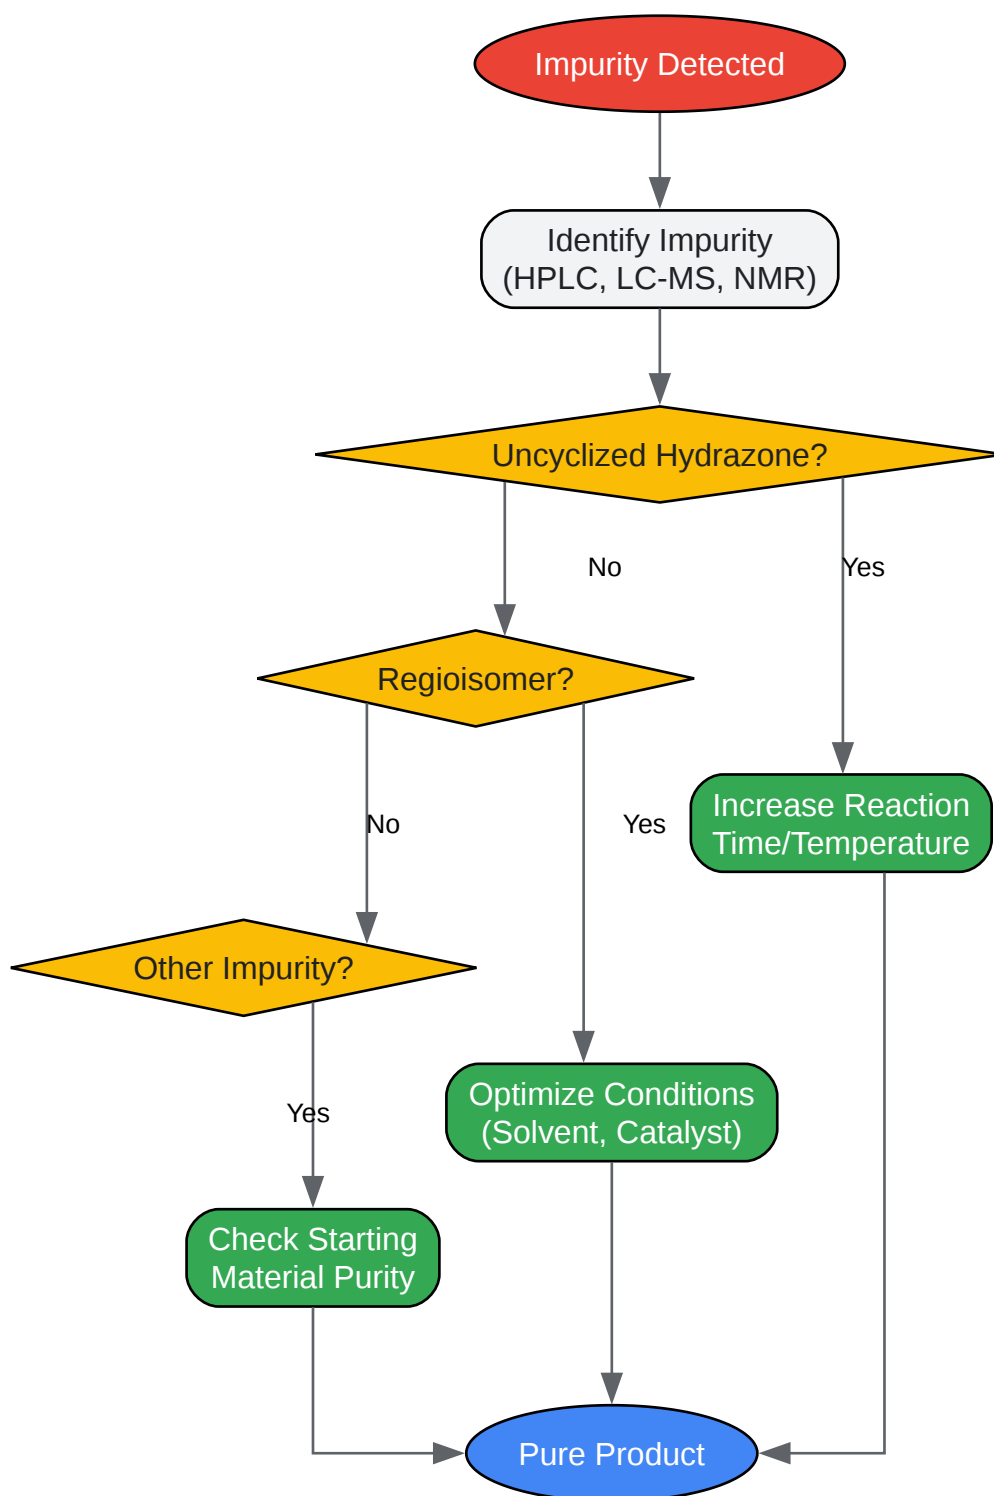 Impurity Detected
Identify Impurity
(HPLC, LC-MS, NMR)
Uncyclized Hydrazone?
No
Yes
Regioisomer?
Increase Reaction
Time/Temperature
No
Yes
Other Impurity?
Optimize Conditions
(Solvent, Catalyst)
Yes
Check Starting
Material Purity
Pure Product